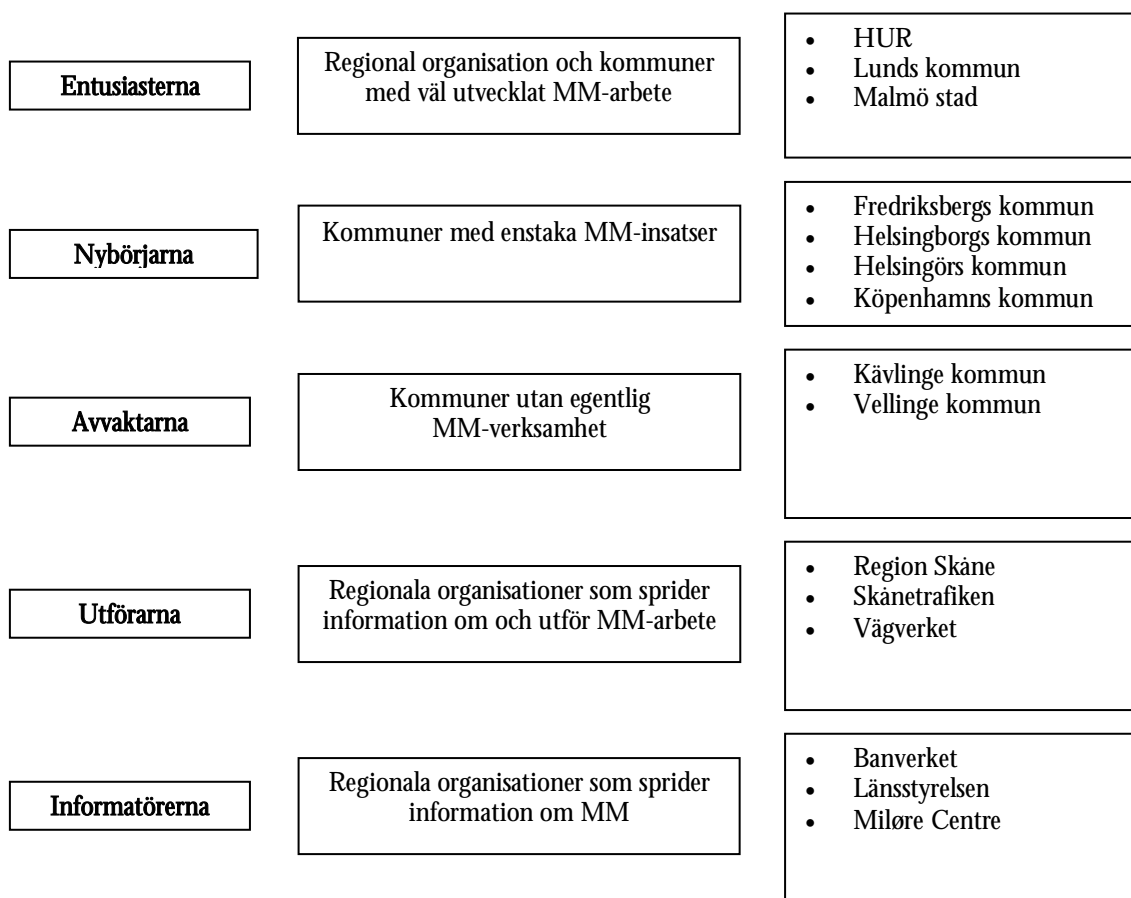 Entusiasterna
Regional organisation och kommuner
med väl utvecklat MM-arbete
• HUR
• Lunds kommun
• Malmö stad
Nybörjarna
Kommuner med enstaka MM-insatser
• Fredriksbergs kommun
• Helsingborgs kommun
• Helsingörs kommun
• Köpenhamns kommun
Avvaktarna
Kommuner utan egentlig
MM-verksamhet
• Kävlinge kommun
• Vellinge kommun
Utförarna
Regionala organisationer som sprider
information om och utför MM-arbete
• Region Skåne
• Skånetrafiken
• Vägverket
Informatörerna
Regionala organisationer som sprider
information om MM
• Banverket
• Länsstyrelsen
• Miløre Centre